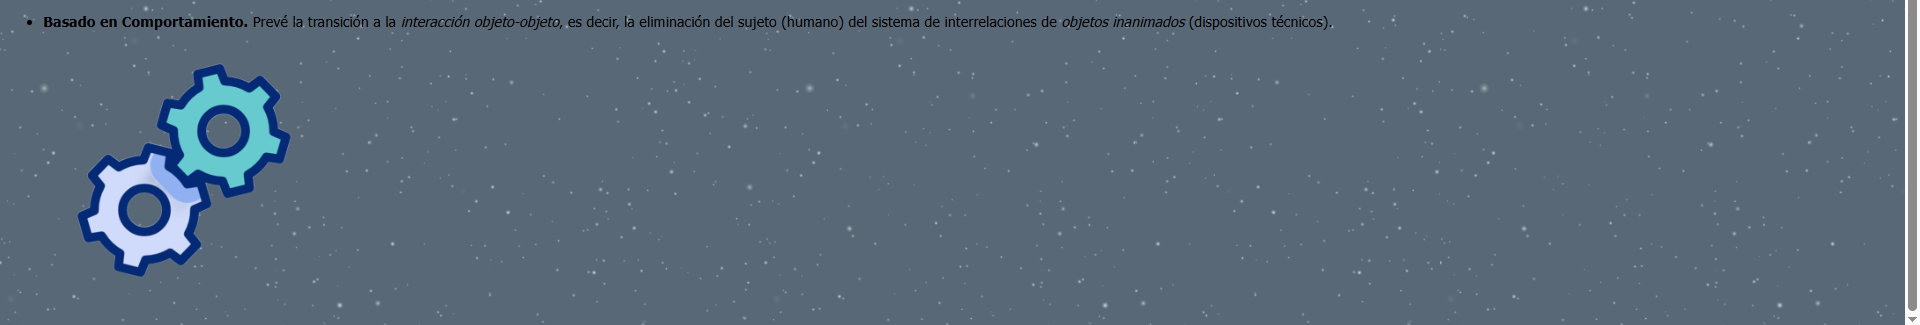 Basado en Comportamiento. Prevé la transición a la interacción objeto-objeto, es decir, la eliminación del sujeto (humano) del sistema de interrelaciones de objetos inanimados (dispositivos técnicos).